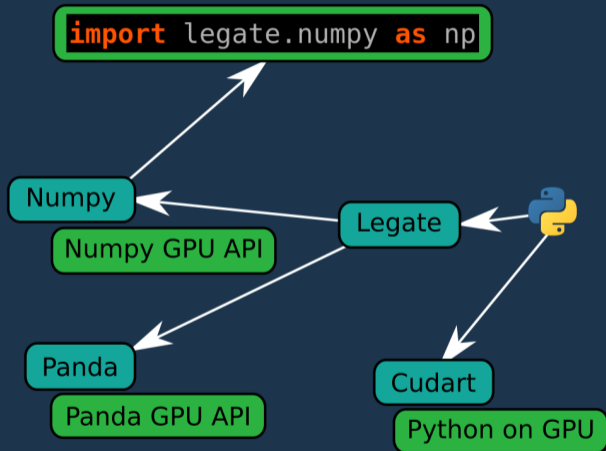 import legate.numpy as np
Numpy
Numpy GPU API
Legate
Panda
Panda GPU API
Cudart
Python on GPU